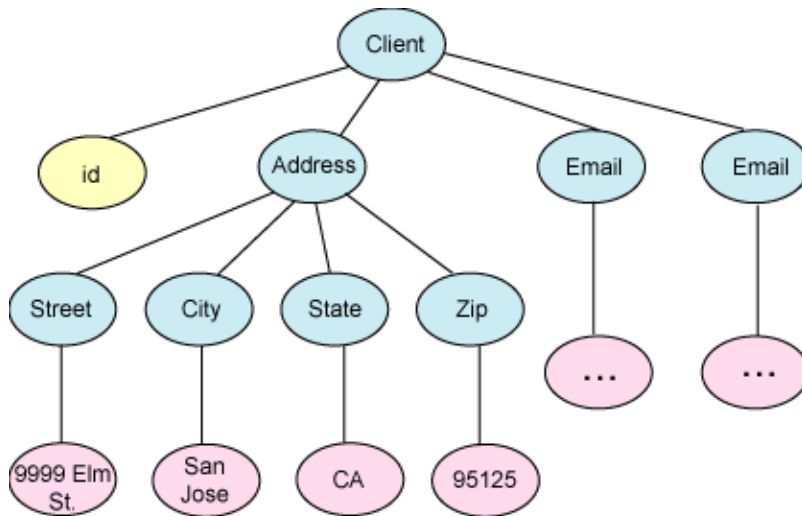 Client
id
Address
Email
Email
Street
City
State
Zip
...
...
9999 Elm
St.
San
Jose
CA
95125